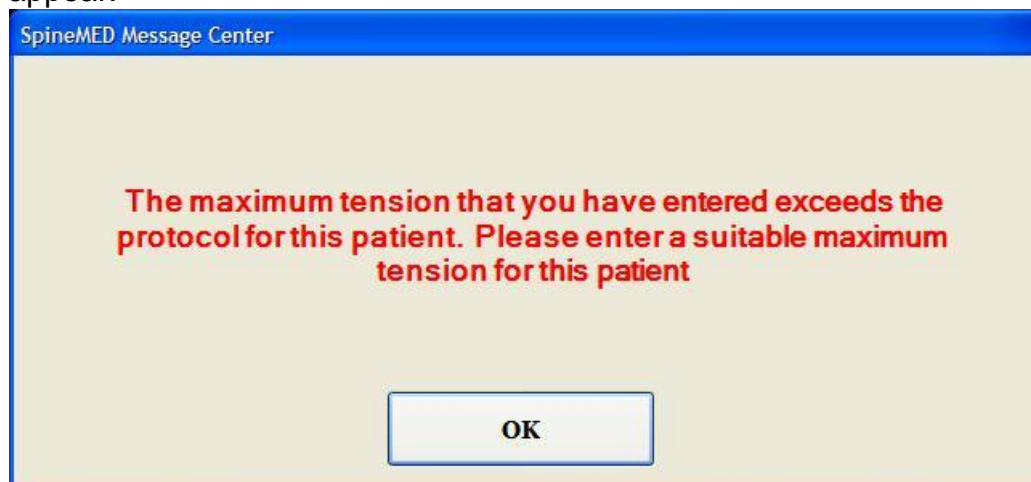 appear.
SpineMED Message Center
The maximum tension that you have entered exceeds the
protocol for this patient. Please enter a suitable maximum
tension for this patient
OK